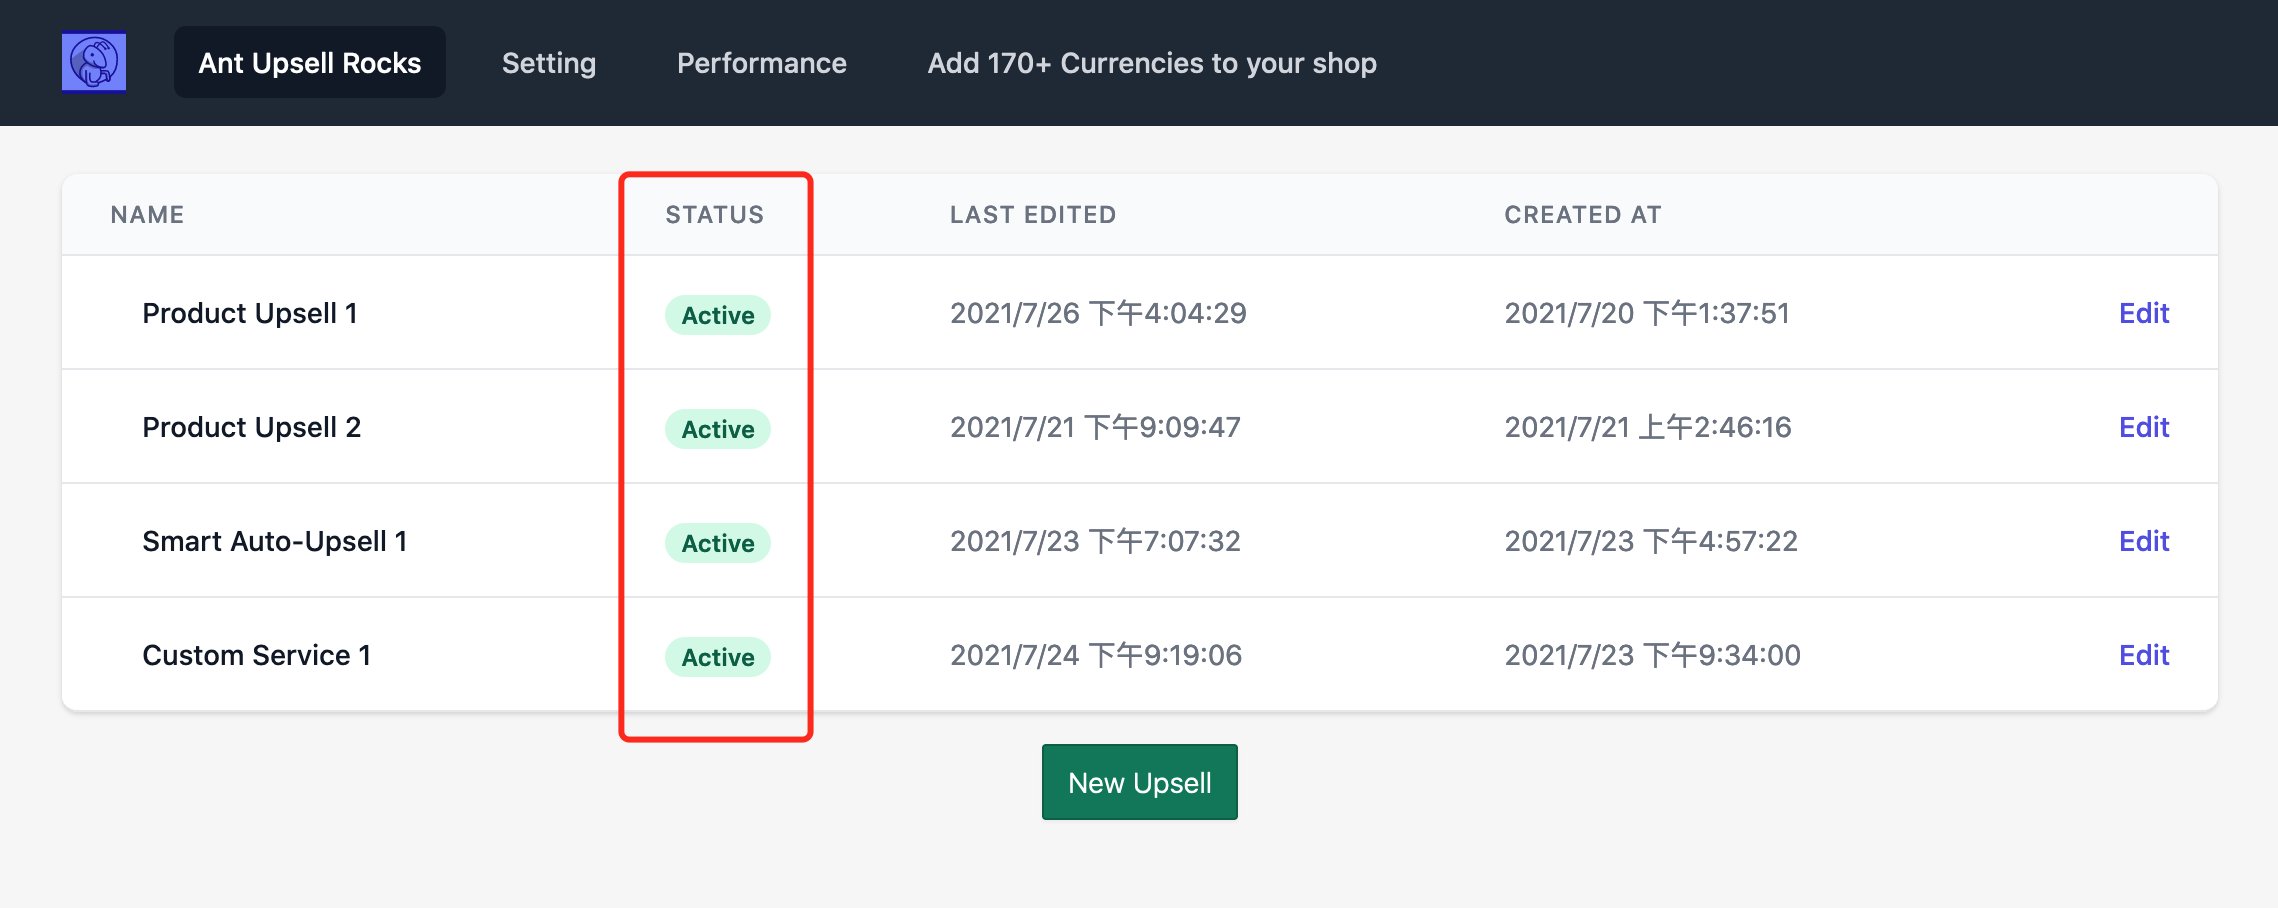 Ant Upsell Rocks Setting Performance Add 170+ Currencies to your shop
NAME STATUS LAST EDITED CREATED AT
Product Upsell 1 Active 2021/7/26 下午4:04:29 2021/7/20 下午1:37:51 Edit
Product Upsell 2 Active 2021/7/21 下午9:09:47 2021/7/21 上午2:46:16 Edit
Smart Auto-Upsell 1 Active 2021/7/23 下午7:07:32 2021/7/23 下午4:57:22 Edit
Custom Service 1 Active 2021/7/24 下午9:19:06 2021/7/23 下午9:34:00 Edit
New Upsell